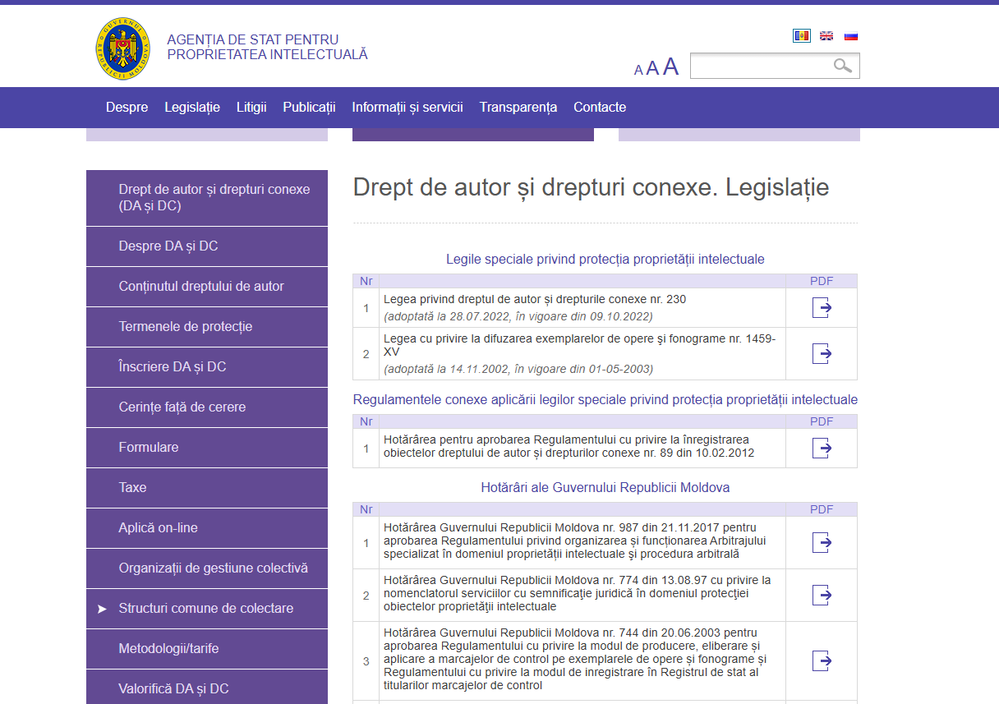 AGENȚIA DE STAT PENTRU
PROPRIETATEA INTELECTUALĂ
A A A
Despre Legislație Litigii Publicații Informații și servicii Transparența Contacte
Drept de autor și drepturi conexe
(DA și DC)
Despre DA și DC
Conținutul dreptului de autor
Termenele de protecție
Înscriere DA și DC
Cerințe față de cerere
Formulare
Taxe
Aplică on-line
Organizații de gestiune colectivă
Structuri comune de colectare
Metodologii/tarife
Valorifică DA și DC
Drept de autor și drepturi conexe. Legislație
Legile speciale privind protecția proprietății intelectuale
Nr PDF
1 Legea privind dreptul de autor și drepturile conexe nr. 230
(adoptată la 28.07.2022, în vigoare din 09.10.2022)
2 Legea cu privire la difuzarea exemplarelor de opere şi fonograme nr. 1459-
XV
(adoptată la 14.11.2002, în vigoare din 01-05-2003)
Regulamentele conexe aplicării legilor speciale privind protecția proprietății intelectuale
Nr PDF
1 Hotărârea pentru aprobarea Regulamentului cu privire la înregistrarea
obiectelor dreptului de autor și drepturilor conexe nr. 89 din 10.02.2012
Hotărâri ale Guvernului Republicii Moldova
Nr PDF
1 Hotărârea Guvernului Republicii Moldova nr. 987 din 21.11.2017 pentru
aprobarea Regulamentului privind organizarea și funcționarea Arbitrajului
specializat în domeniul proprietății intelectuale şi procedura arbitrală
2 Hotărârea Guvernului Republicii Moldova nr. 774 din 13.08.97 cu privire la
nomenclatorul serviciilor cu semnificaţie juridică în domeniul protecţiei
obiectelor proprietăţii intelectuale
3 Hotărârea Guvernului Republicii Moldova nr. 744 din 20.06.2003 pentru
aprobarea Regulamentului cu privire la modul de producere, eliberare și
aplicare a marcajelor de control pe exemplarele de opere și fonograme și
Regulamentului cu privire la modul de inregistrare în Registrul de stat al
titularilor marcajelor de control